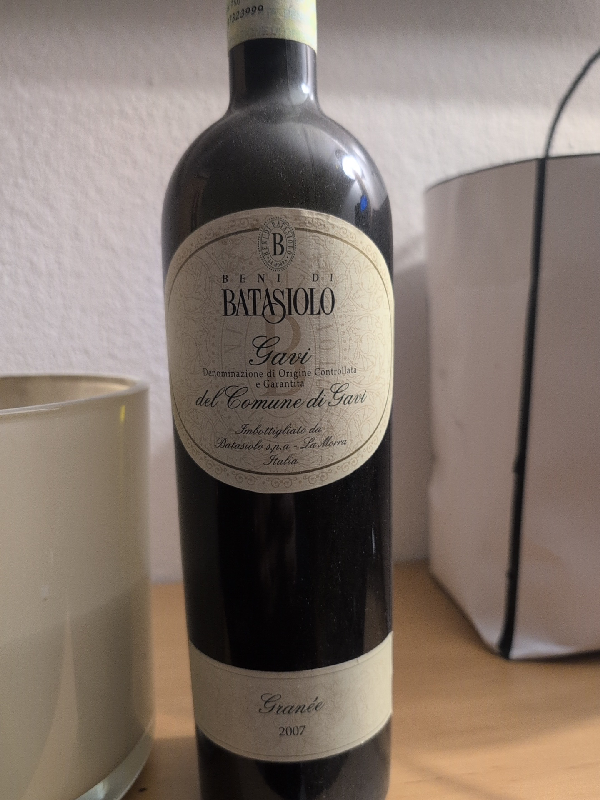 B
BENI DI
BATASIOLO
Gavi
Denominazione di Origine Controllata
e Garantita
del Comune di Gavi
Imbottigliato da
Batasiolo s.p.a - La Morra
Italia
Granée
2007